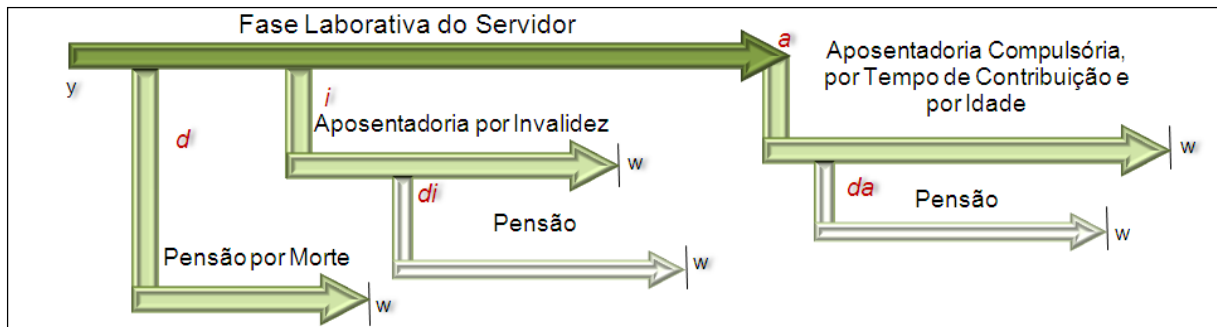 Fase Laborativa do Servidor
a
Aposentadoria Compulsória,
por Tempo de Contribuição e
por Idade
y
i
Aposentadoria por Invalidez
d
w
w
di
Pensão
da
Pensão
w
Pensão por Morte
w
w